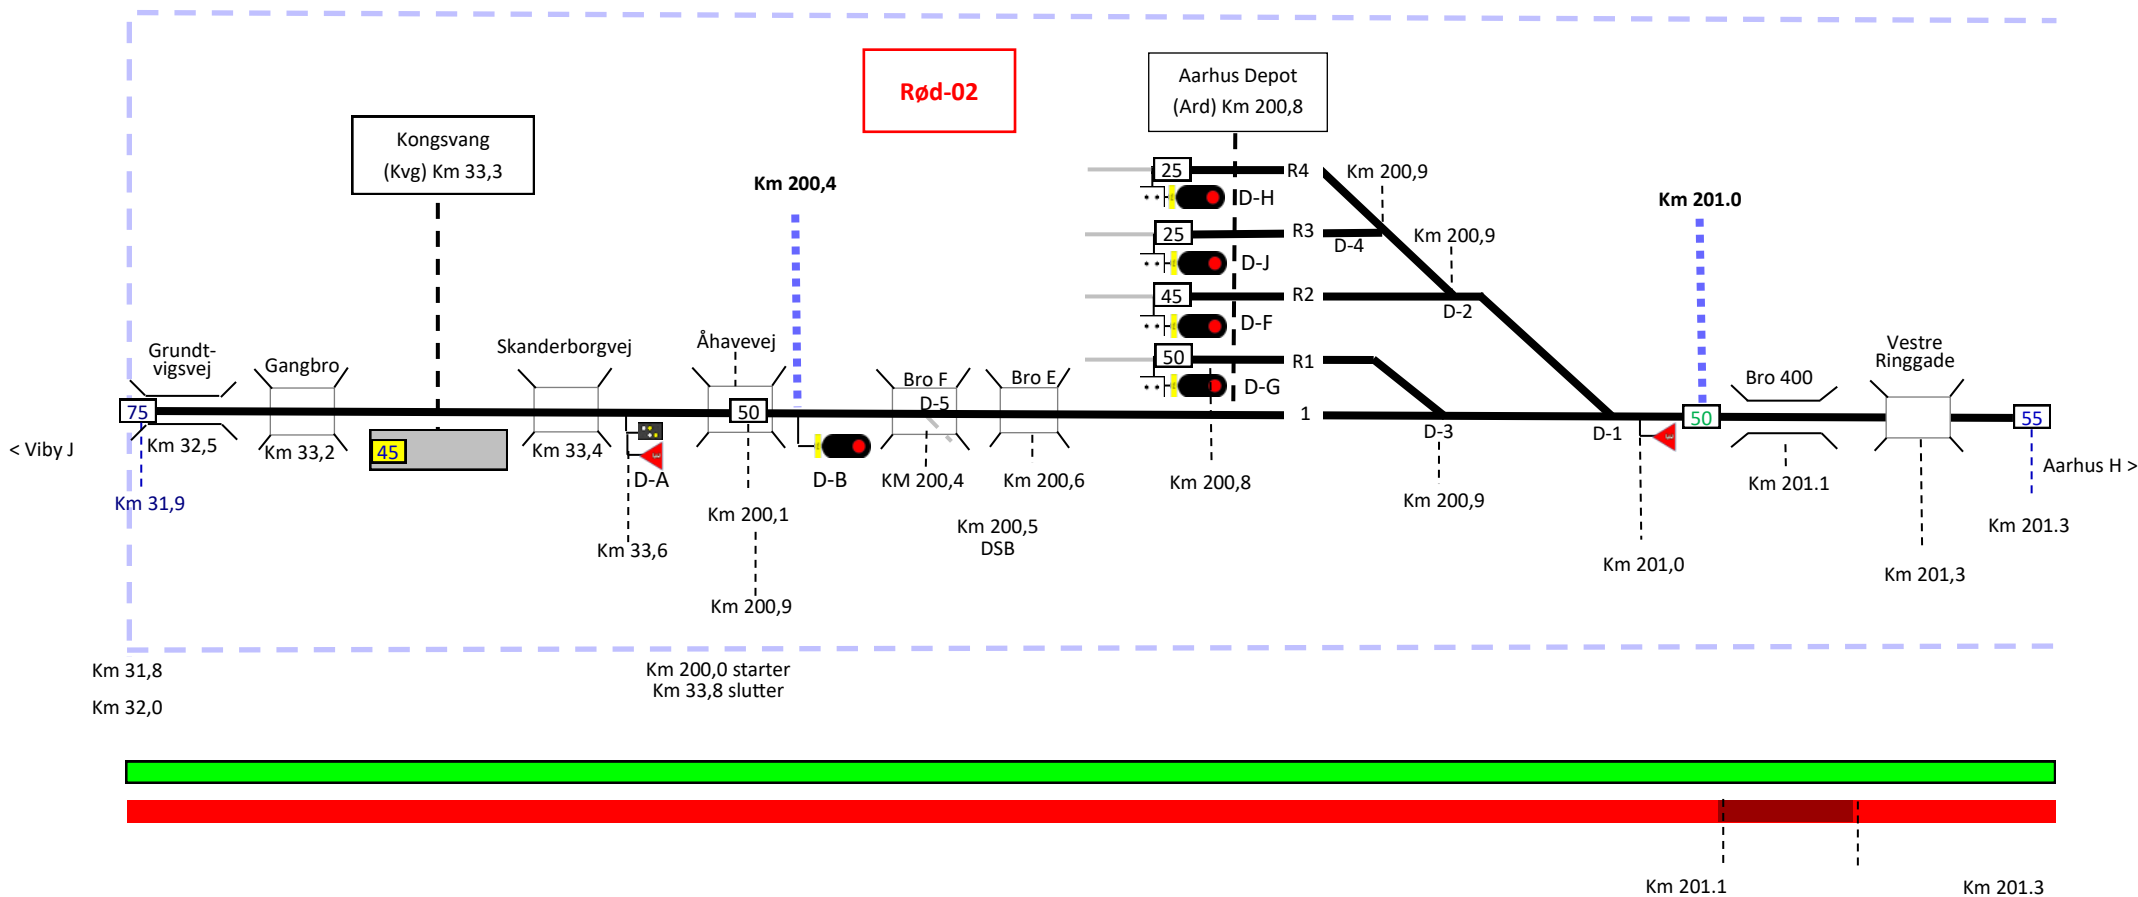 Rød-02
Aarhus Depot
(Ard) Km 200,8
Kongsvang
(Kvg) Km 33,3
Km 200,4
25
R4
Km 200,9
D-H
Km 201.0
25
R3
D-4
Km 200,9
D-J
45
R2
D-2
D-F
Grundt-
vigsvej
Gangbro
Skanderborgvej
Åhavevej
Bro F
Bro E
50
R1
D-G
Bro 400
Vestre
Ringgade
75
50
D-5
1
50
55
< Viby J
Km 32,5
Km 33,2
45
Km 33,4
D-A
D-B
KM 200,4
Km 200,6
Km 200,8
D-3
D-1
Km 201.1
Aarhus H >
Km 31,9
Km 200,1
Km 200,5
DSB
Km 200,9
Km 201.3
Km 33,6
Km 201,0
Km 201,3
Km 200,9
Km 31,8
Km 200,0 starter
Km 33,8 slutter
Km 32,0
Km 201.1
Km 201.3